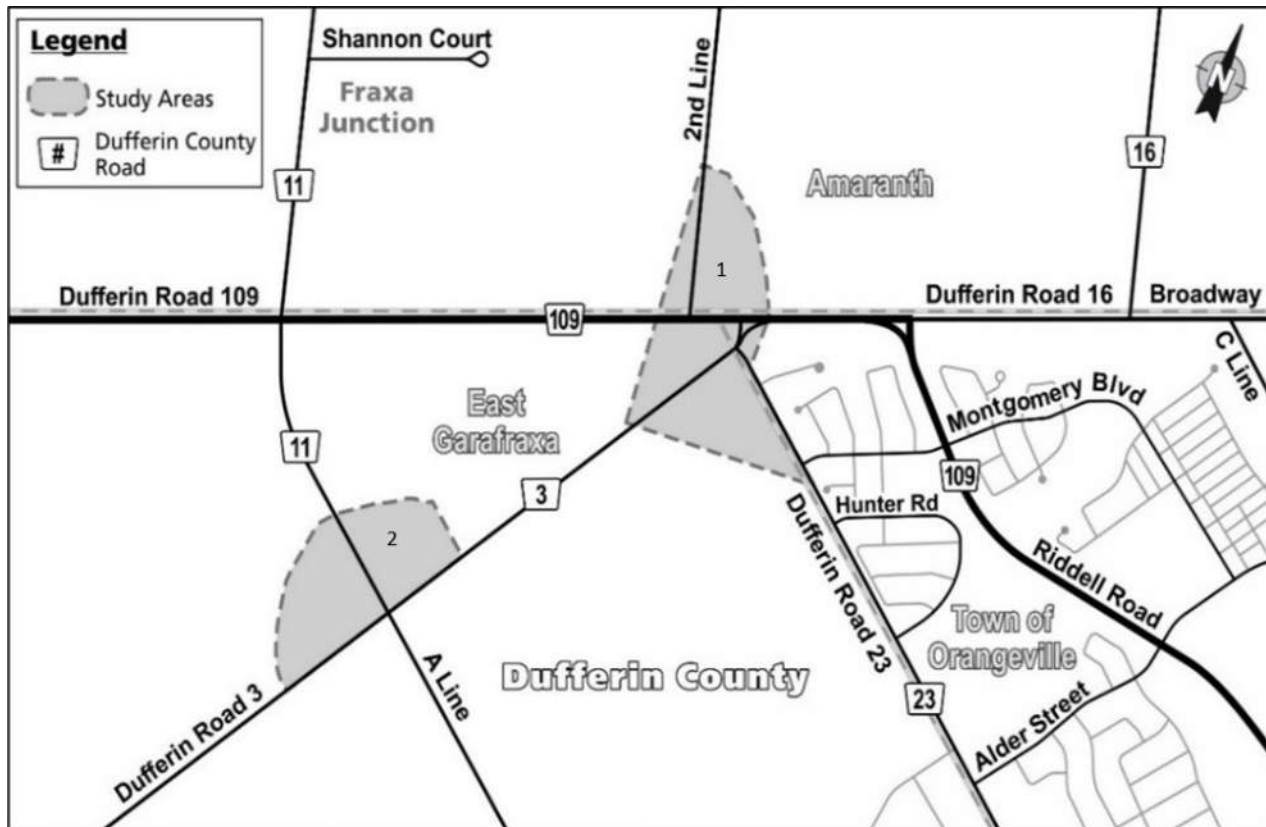 Legend
Study Areas
#
Dufferin County
Road
Shannon Court
Fraxa
Junction
11
2nd Line
Amaranth
16
N
1
Dufferin Road 109
109
Dufferin Road 16
Broadway
C Line
East
Garafraxa
Montgomery Blvd
11
3
109
2
Hunter Rd
Dufferin Road 23
Riddell Road
Town of
Orangeville
Dufferin County
A Line
Dufferin Road 3
23
Alder Street